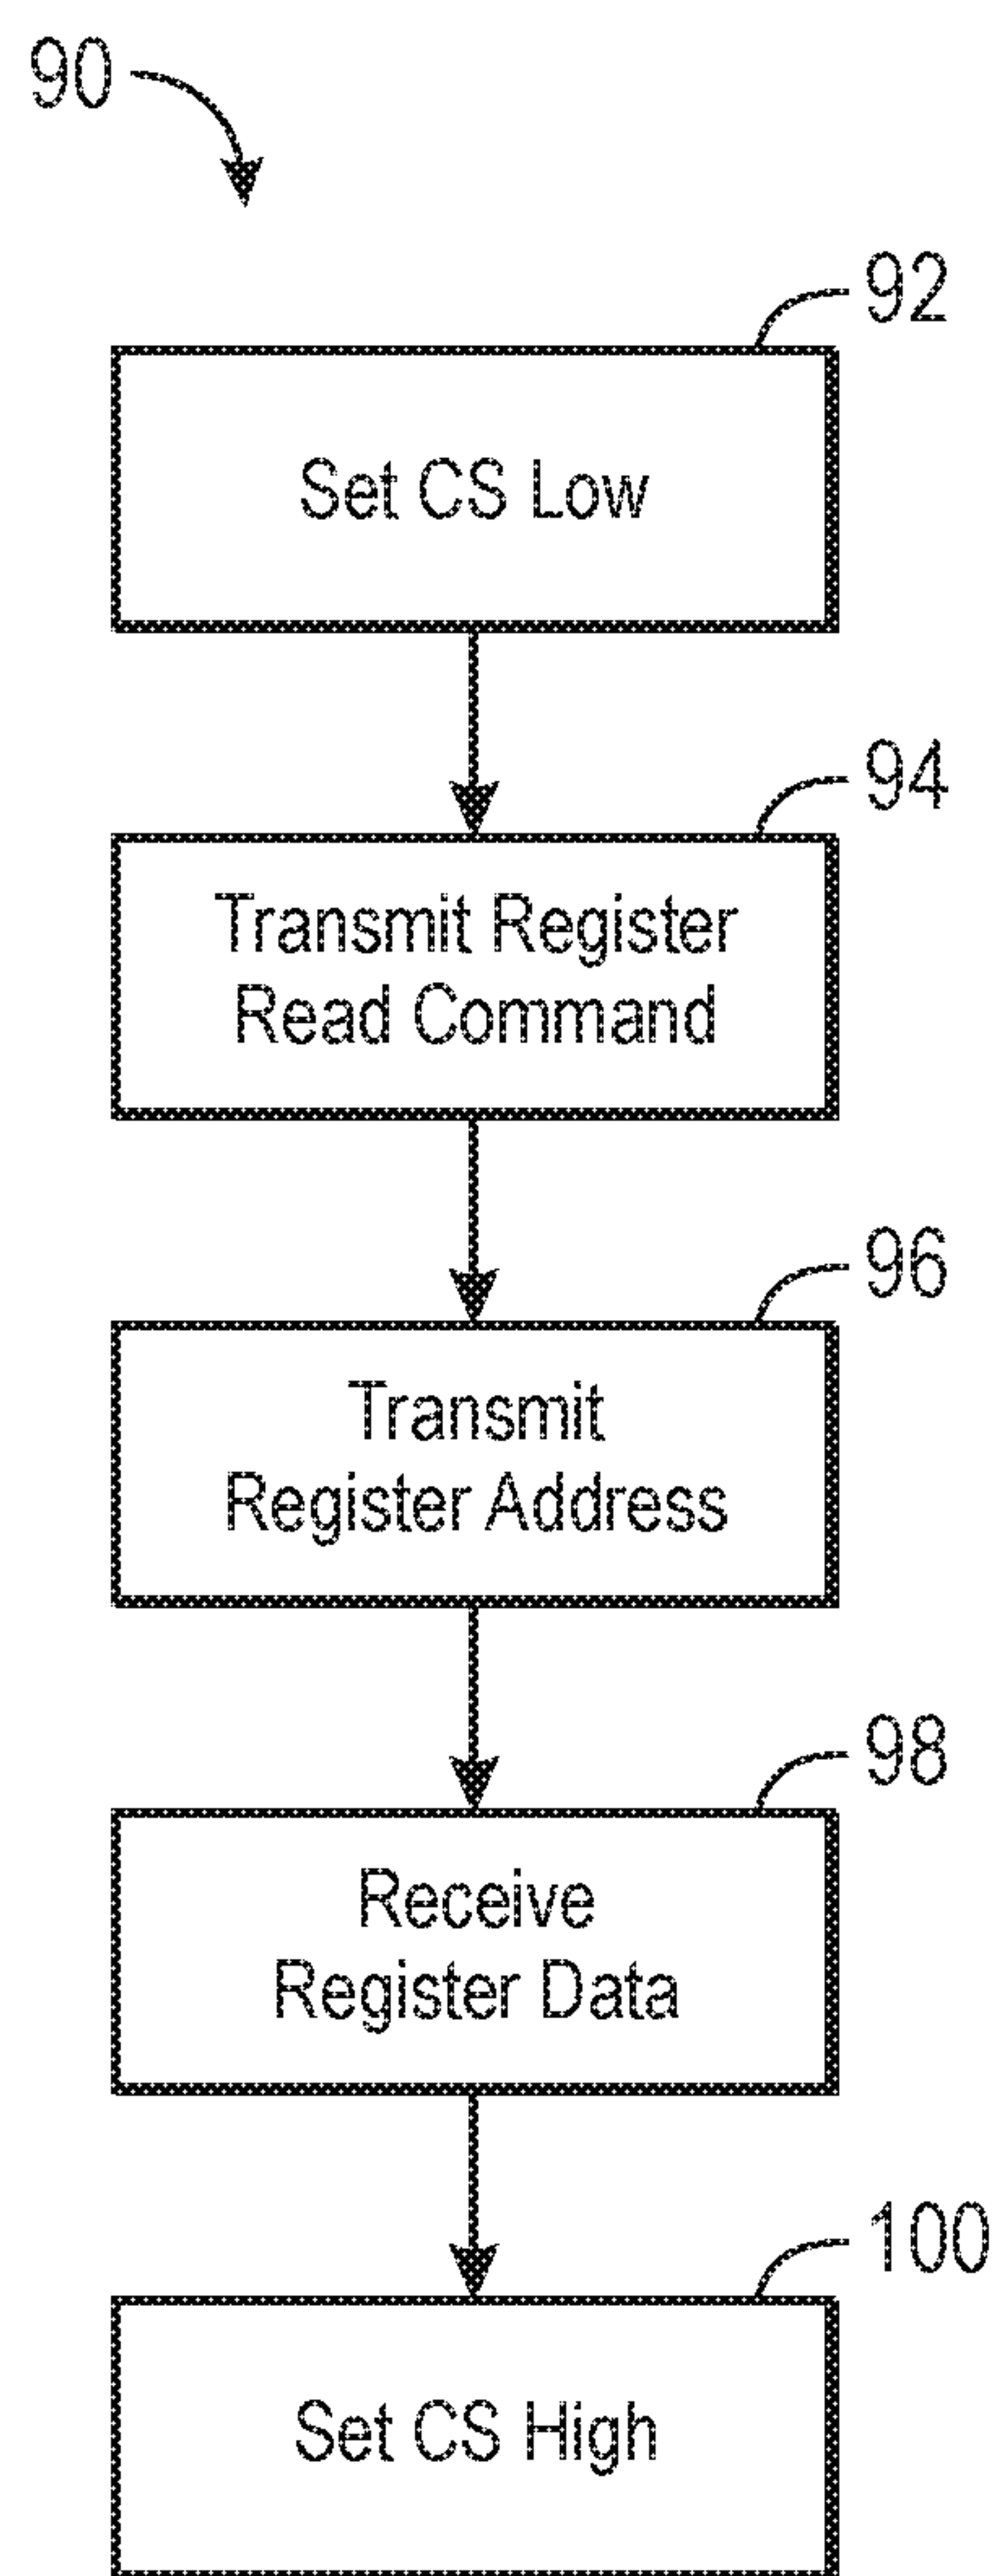 90
92
Set CS Low
94
Transmit Register
Read Command
96
Transmit
Register Address
98
Receive
Register Data
100
Set CS High